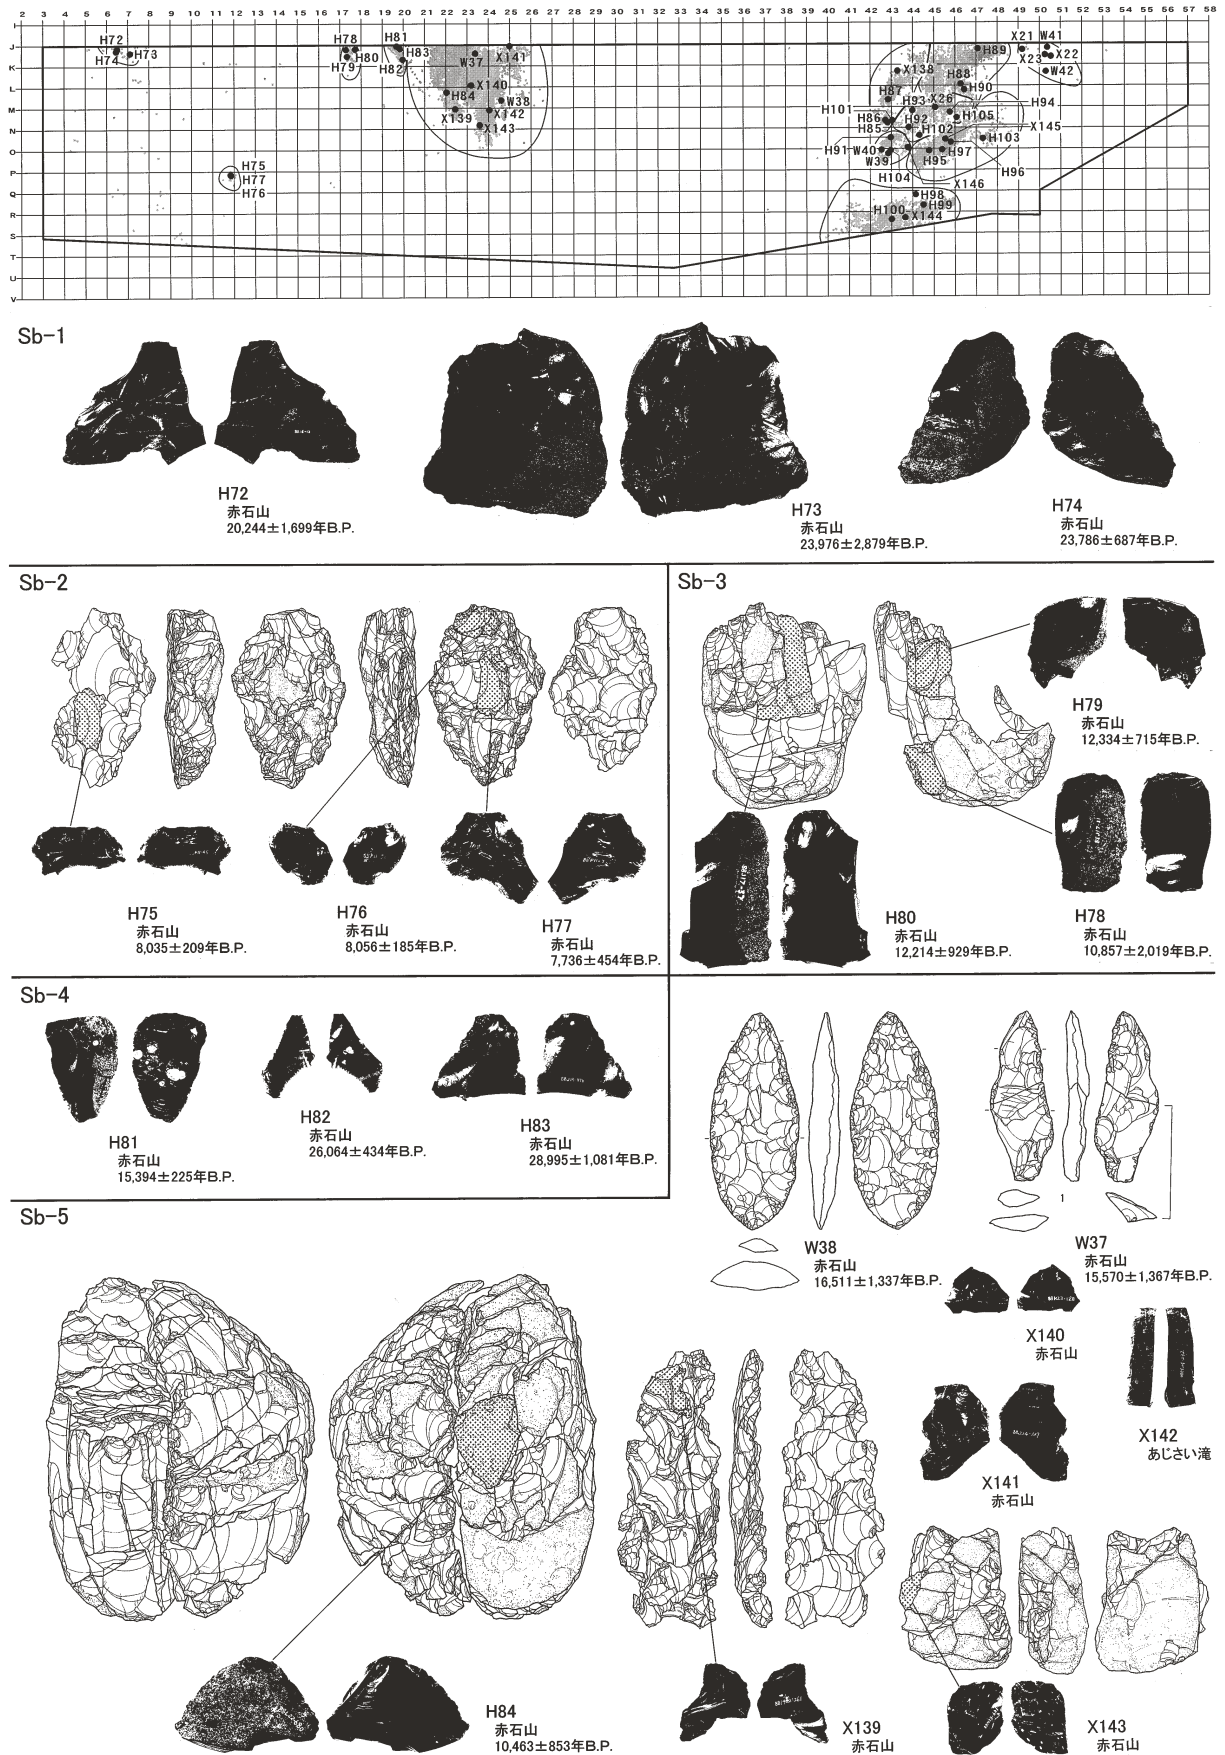 2 3 4 5 6 7 8 9 10 11 12 13 14 15 16 17 18 19 20 21 22 23 24 25 26 27 28 29 30 31 32 33 34 35 36 37 38 39 40 41 42 43 44 45 46 47 48 49 50 51 52 53 54 55 56 57 58
I
J
K
L
M
N
O
P
Q
R
S
T
U
V
H72
H74
H73
H78
H80
H79
H81
H83
H82
W37
X141
X140
H84
W38
X139
X142
X143
H75
H77
H76
X21 W41
X23 X22
W42
H89
X138
H88
H90
H87
H93 X26
H94
H101
H86
H92
H105
H85
H102
X145
H103
H91 W40
W39
H95
H97
H96
H104
X146
H98
H99
H100
X144
Sb-1
H72
赤石山
20,244±1,699年B.P.
H73
赤石山
23,976±2,879年B.P.
H74
赤石山
23,786±687年B.P.
Sb-2
H75
赤石山
8,035±209年B.P.
H76
赤石山
8,056±185年B.P.
H77
赤石山
7,736±454年B.P.
Sb-3
H79
赤石山
12,334±715年B.P.
H80
赤石山
12,214±929年B.P.
H78
赤石山
10,857±2,019年B.P.
Sb-4
H81
赤石山
15,394±225年B.P.
H82
赤石山
26,064±434年B.P.
H83
赤石山
28,995±1,081年B.P.
Sb-5
W38
赤石山
16,511±1,337年B.P.
1
W37
赤石山
15,570±1,367年B.P.
X140
赤石山
X142
あじさい滝
X141
赤石山
H84
赤石山
10,463±853年B.P.
X139
赤石山
X143
赤石山